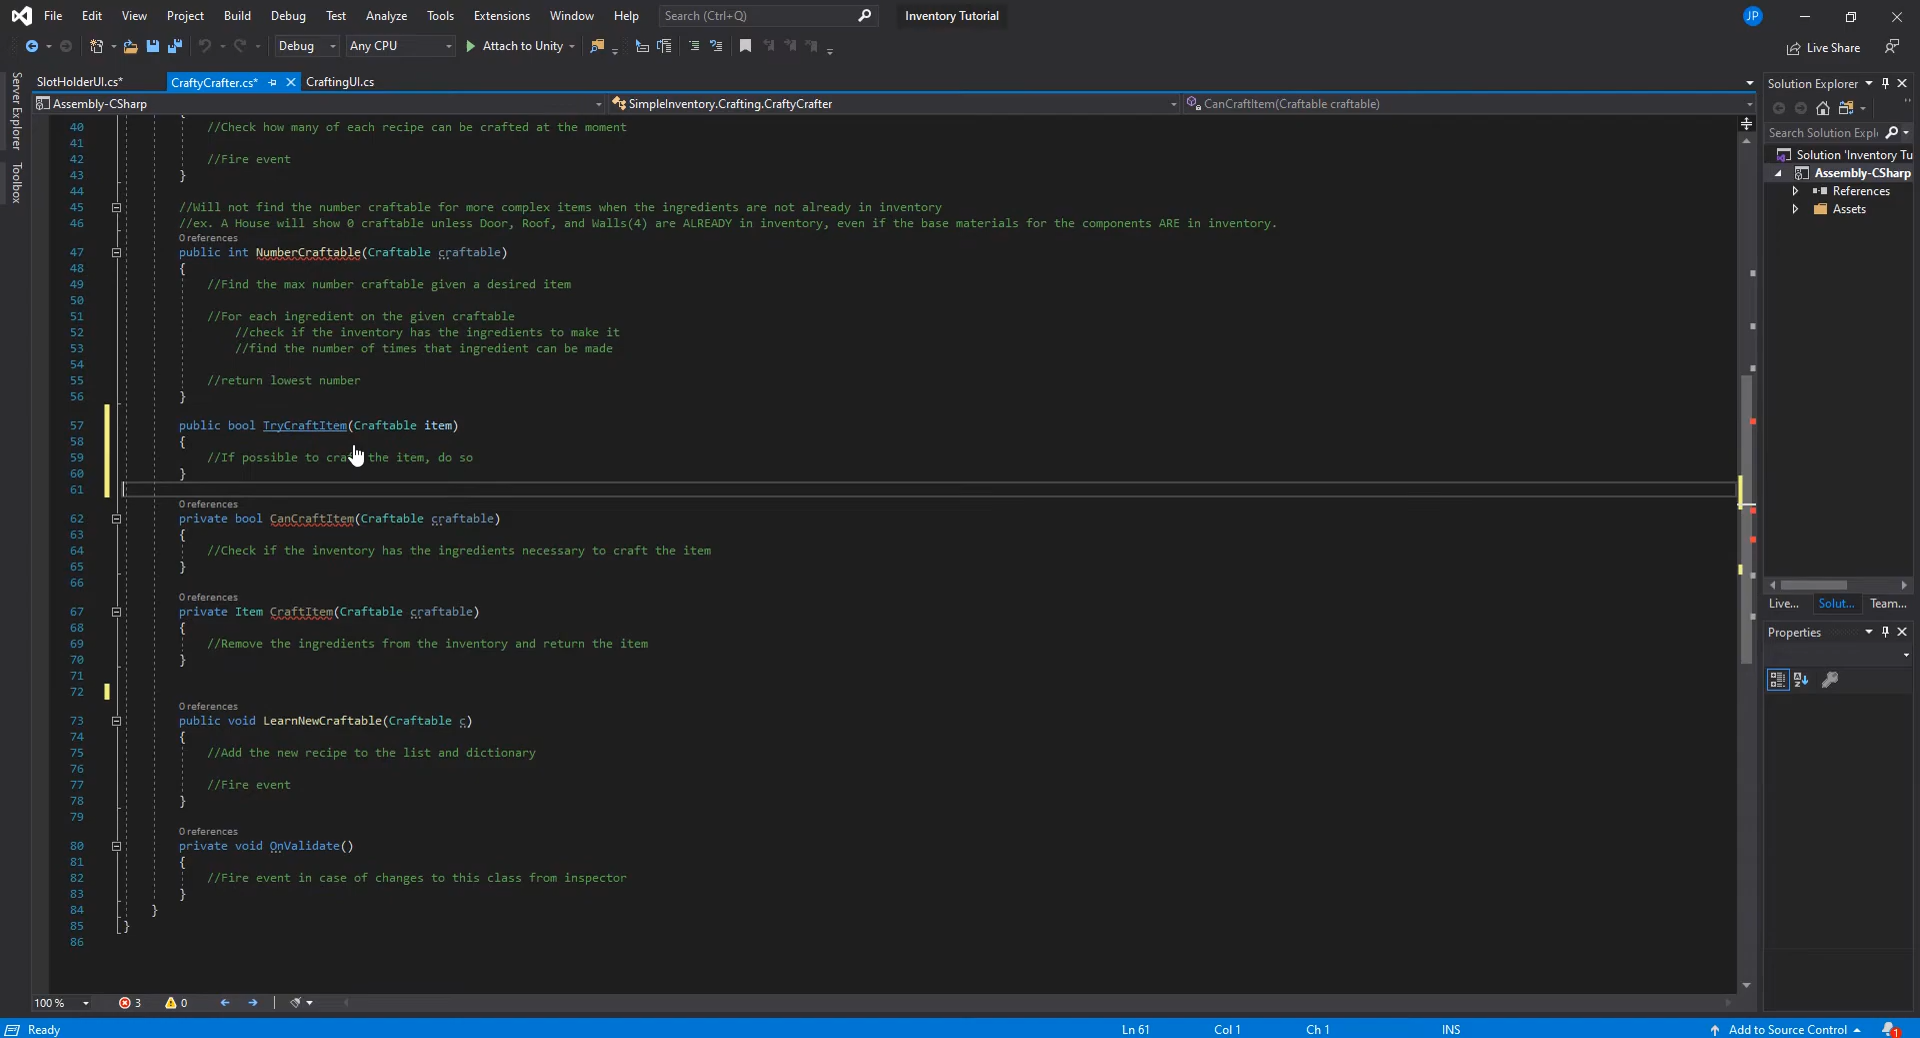 File Edit View Project Build Debug Test Analyze Tools Extensions Window Help Search (Ctrl+Q) Inventory Tutorial JP
Debug Any CPU Attach to Unity Live Share
Server Explorer
Toolbox
SlotHolderUI.cs* CraftyCrafter.cs* CraftingUI.cs
Assembly-CSharp SimpleInventory.Crafting.CraftyCrafter CanCraftItem(Craftable craftable)
40 //Check how many of each recipe can be crafted at the moment
41
42 //Fire event
43 }
44
45 //Will not find the number craftable for more complex items when the ingredients are not already in inventory
46 //ex. A House will show 0 craftable unless Door, Roof, and Walls(4) are ALREADY in inventory, even if the base materials for the components ARE in inventory.
0 references
47 public int NumberCraftable(Craftable craftable)
48 {
49 //Find the max number craftable given a desired item
50
51 //For each ingredient on the given craftable
52 //check if the inventory has the ingredients to make it
53 //find the number of times that ingredient can be made
54
55 //return lowest number
56 }
57 public bool TryCraftItem(Craftable item)
58 {
59 //If possible to craft the item, do so
60 }
61
0 references
62 private bool CanCraftItem(Craftable craftable)
63 {
64 //Check if the inventory has the ingredients necessary to craft the item
65 }
66
0 references
67 private Item CraftItem(Craftable craftable)
68 {
69 //Remove the ingredients from the inventory and return the item
70 }
71
72
0 references
73 public void LearnNewCraftable(Craftable c)
74 {
75 //Add the new recipe to the list and dictionary
76
77 //Fire event
78 }
79
0 references
80 private void OnValidate()
81 {
82 //Fire event in case of changes to this class from inspector
83 }
84 }
85 }
86
100 % 3 0
Solution Explorer
Search Solution Expl
Solution 'Inventory Tu
Assembly-CSharp
References
Assets
Live... Solut... Team...
Properties
Ready Ln 61 Col 1 Ch 1 INS Add to Source Control 1